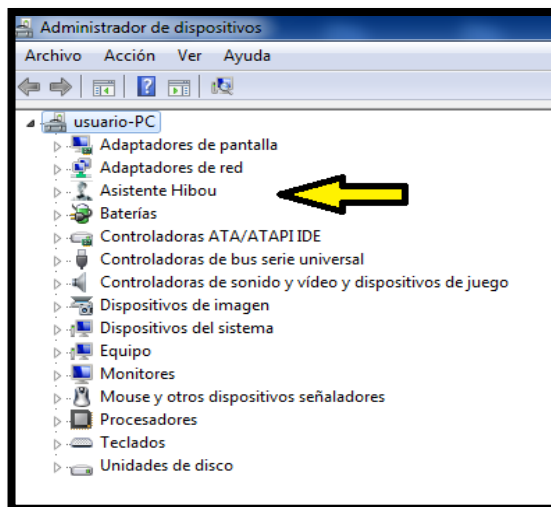 Administrador de dispositivos
Archivo Acción Ver Ayuda
usuario-PC
Adaptadores de pantalla
Adaptadores de red
Asistente Hibou
Baterías
Controladoras ATA/ATAPI IDE
Controladoras de bus serie universal
Controladoras de sonido y vídeo y dispositivos de juego
Dispositivos de imagen
Dispositivos del sistema
Equipo
Monitores
Mouse y otros dispositivos señaladores
Procesadores
Teclados
Unidades de disco